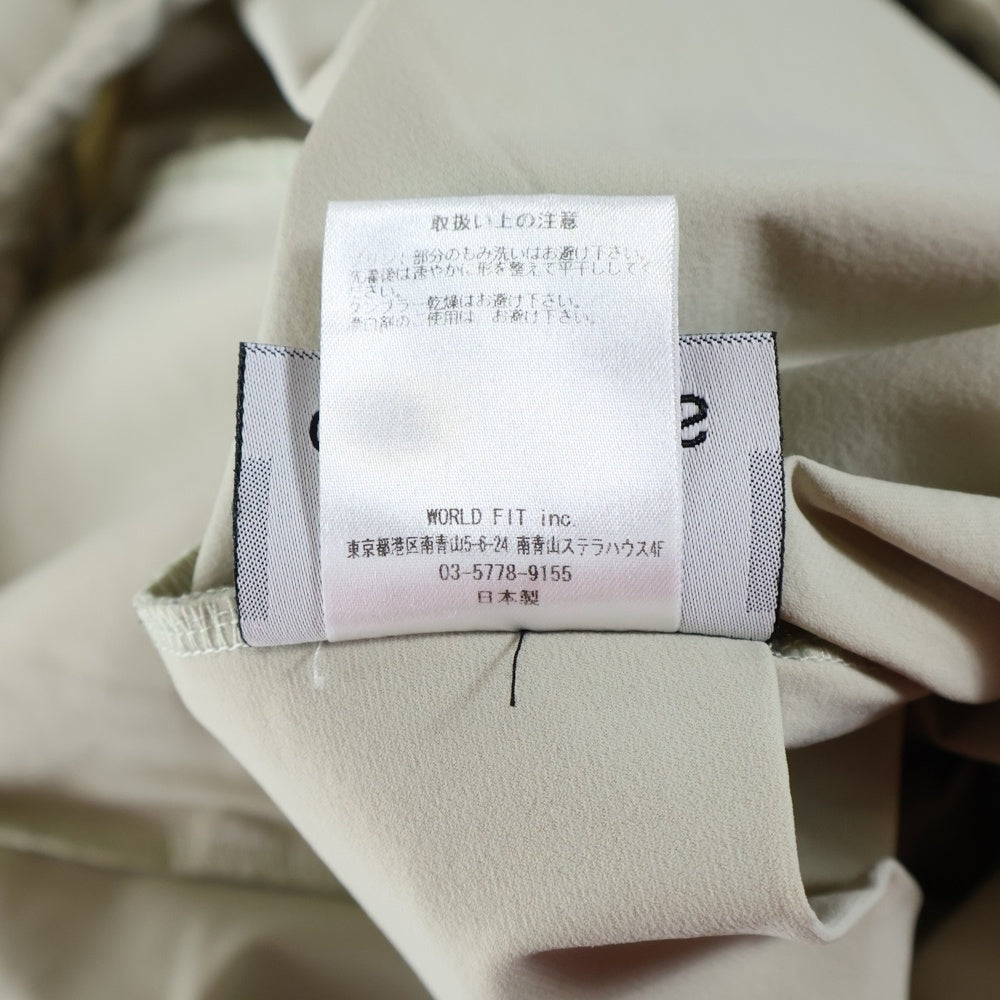 取扱い上の注意
部分のもみ洗いはお避け下さい。
洗濯後は速やかに形を整えて平干しして下さい。
タンブラー乾燥はお避け下さい。
漂白剤のご使用は お避け下さい。
WORLD FIT inc.
東京都港区南青山5-6-24 南青山ステラハウス4F
03-5778-9155
日本製